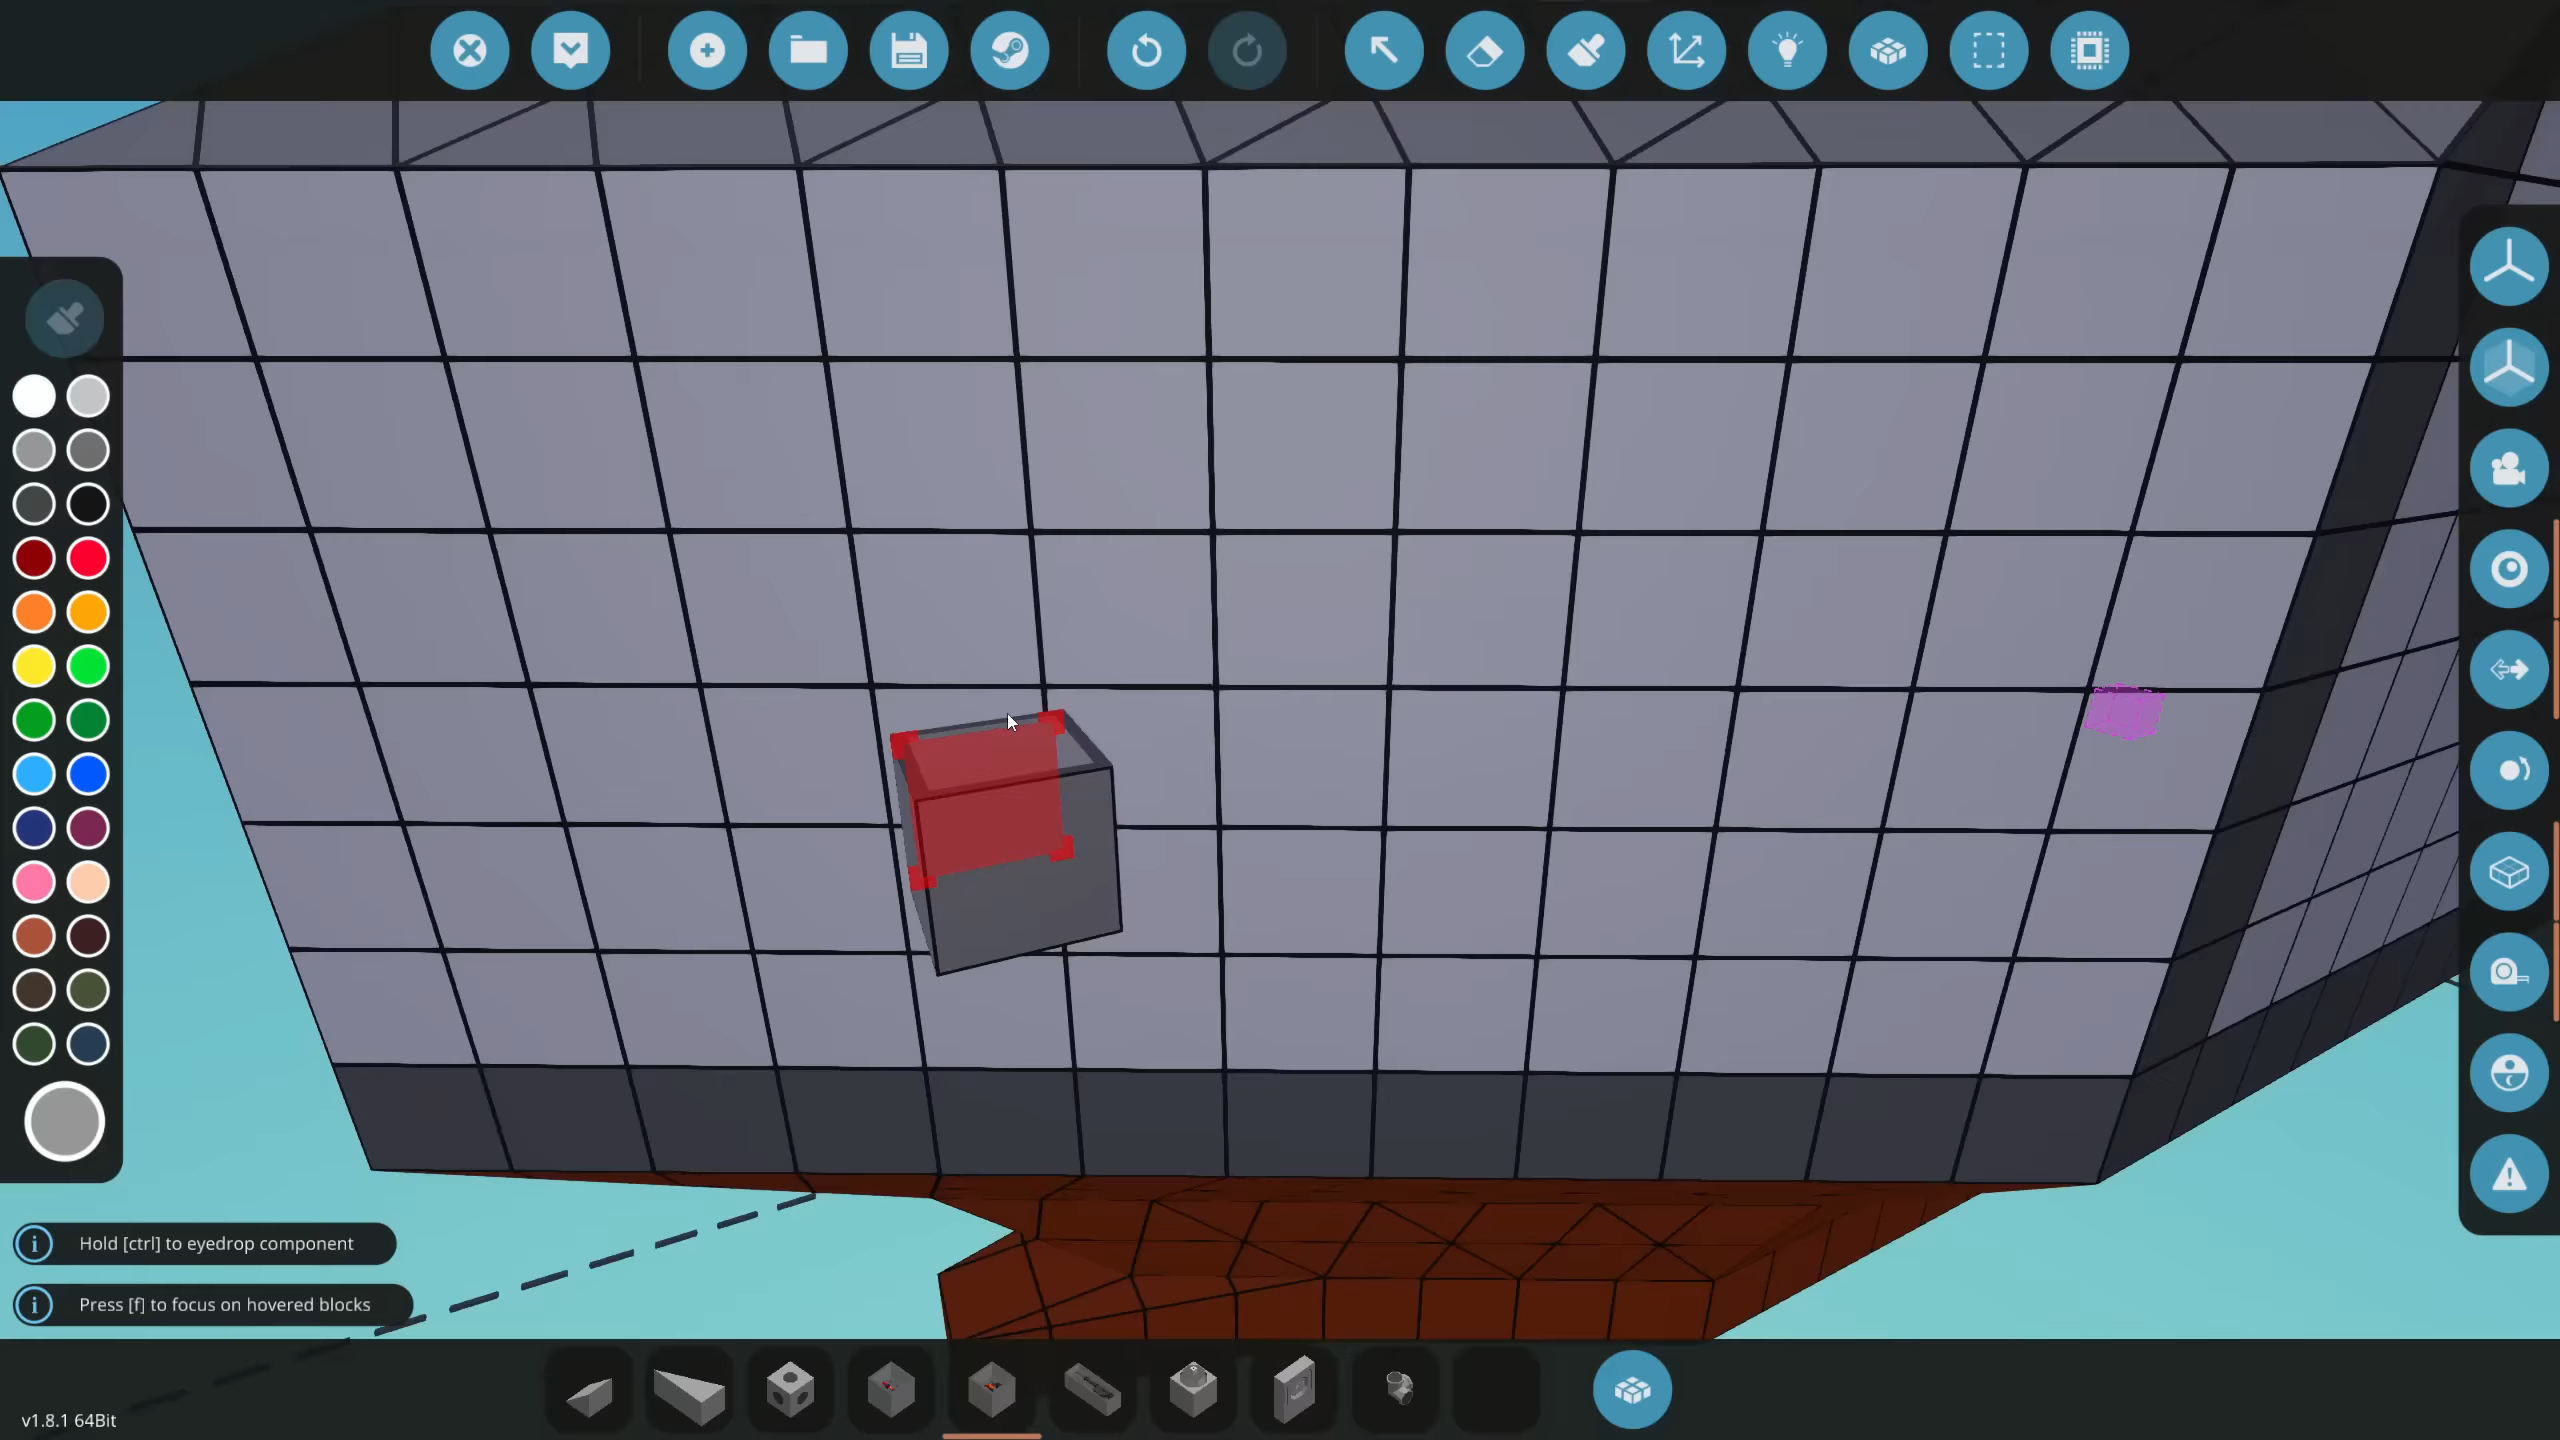 Hold [ctrl] to eyedrop component
Press [f] to focus on hovered blocks
v1.8.1 64Bit